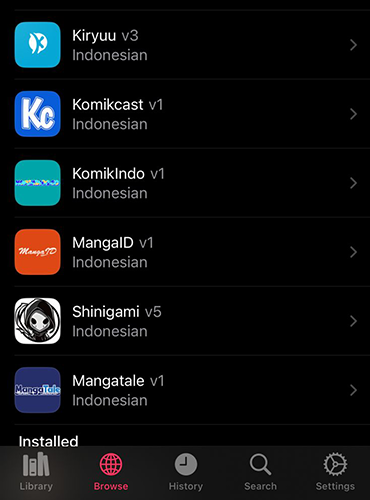 Kiryuu v3
Indonesian
Kc
Komikcast v1
Indonesian
KomikIndo v1
Indonesian
MangaID
MangaID v1
Indonesian
Shinigami v5
Indonesian
MangaTale
Mangatale v1
Indonesian
Installed
Library
Browse
History
Search
Settings